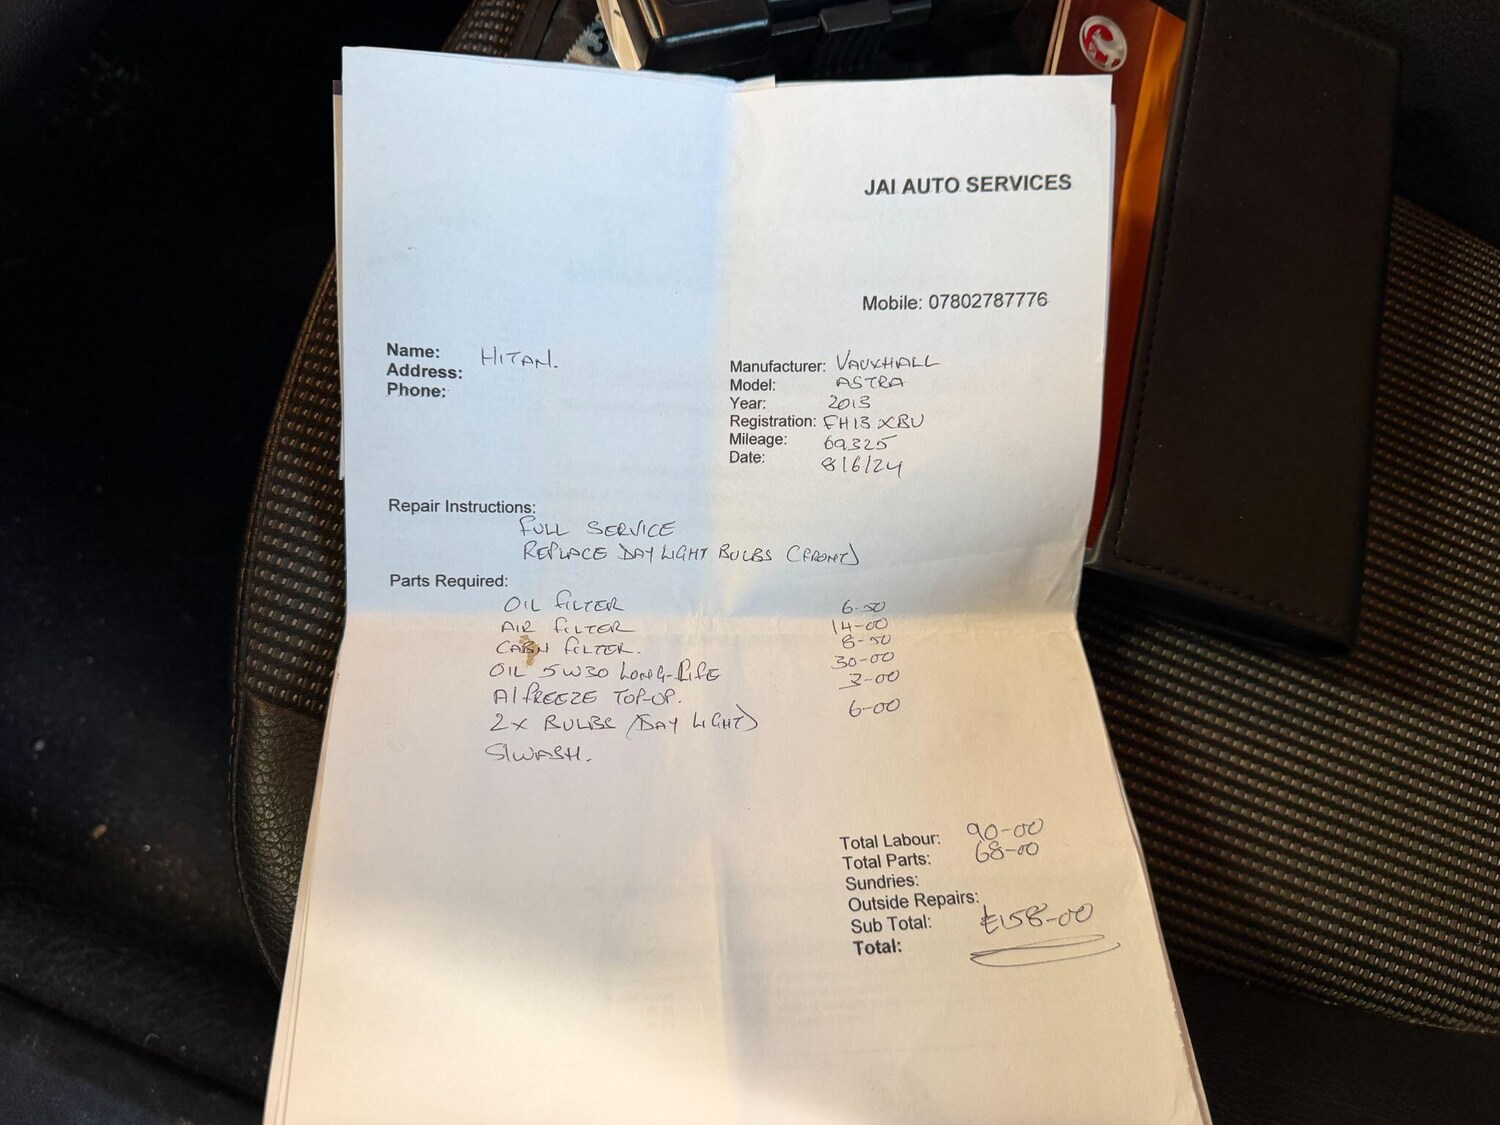 JAI AUTO SERVICES
Mobile: 07802787776
Name: HITAN.
Address:
Phone:
Manufacturer: VAUXHALL
Model: ASTRA
Year: 2013
Registration: FH13 XBU
Mileage: 69325
Date: 8/6/24
Repair Instructions:
FULL SERVICE
REPLACE DAY LIGHT BULBS (FRONT)
Parts Required:
OIL FILTER 6-50
AIR FILTER 14-00
CABIN FILTER. 8-50
OIL 5W30 LONG-LIFE 30-00
A/FREEZE TOP-UP. 3-00
2x BULBS (DAY LIGHT) 6-00
S/WASH.
Total Labour: 90-00
Total Parts: 68-00
Sundries:
Outside Repairs:
Sub Total: £158-00
Total: